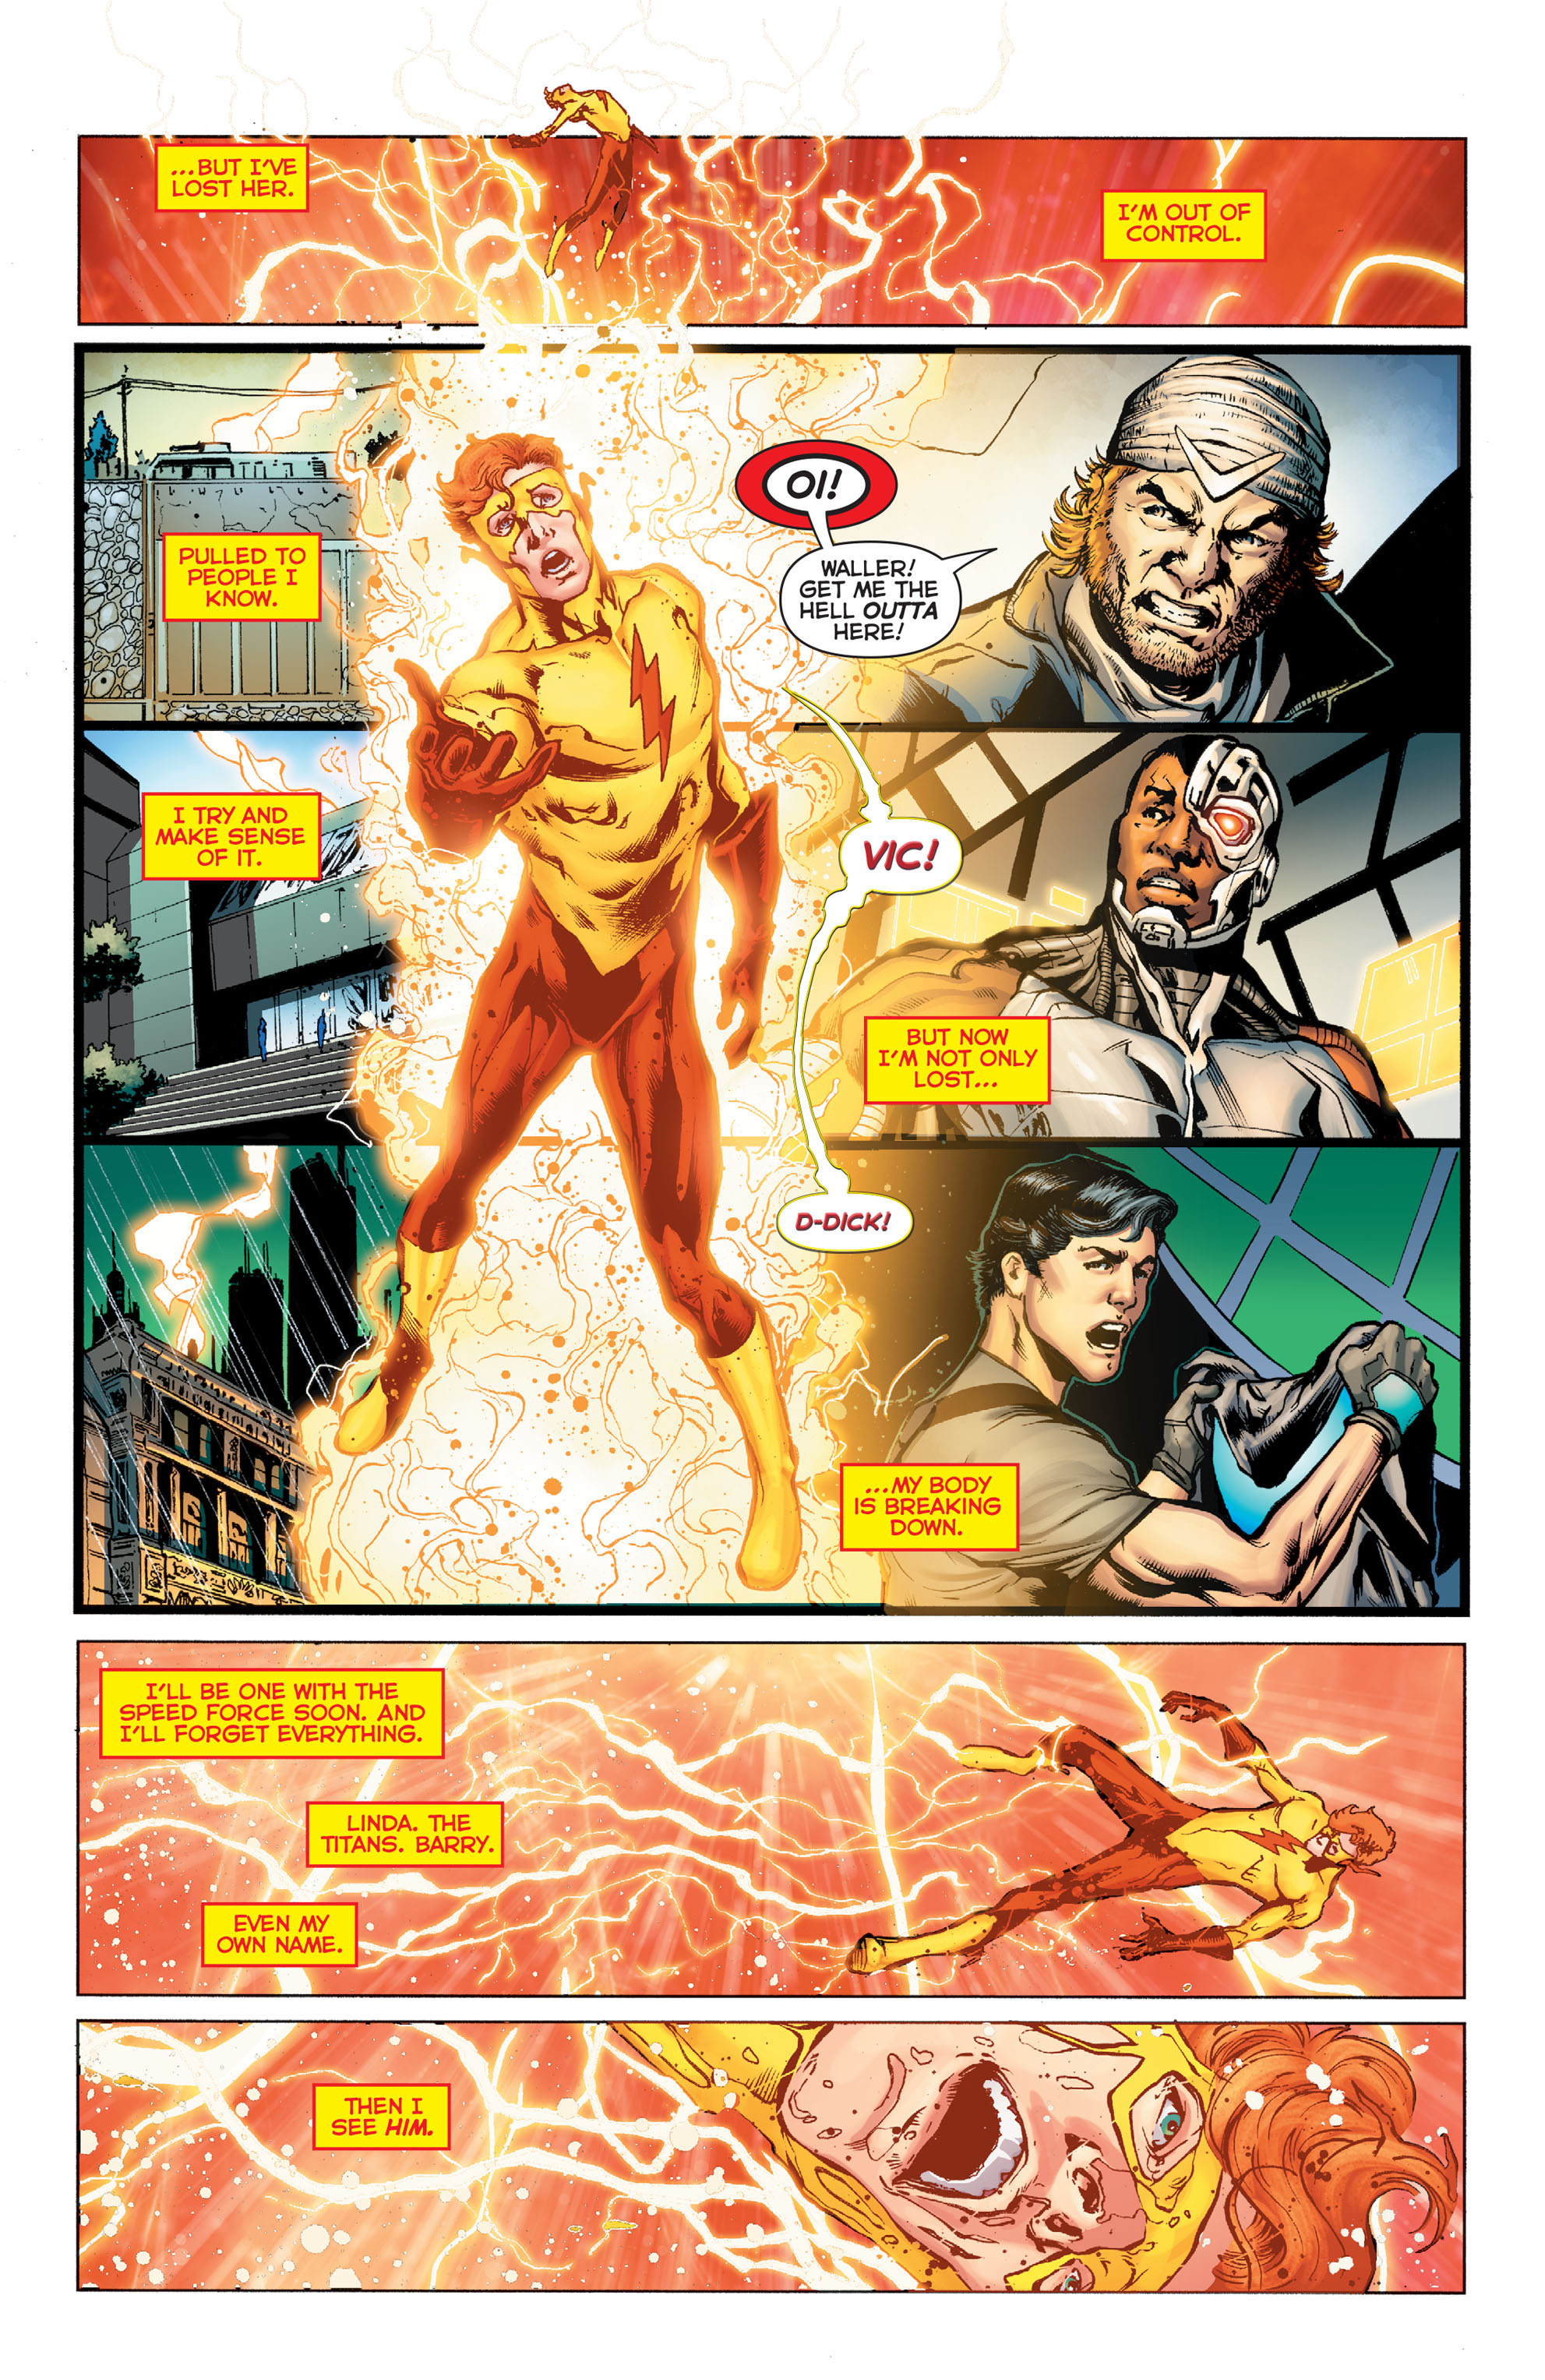 ...BUT I'VE
LOST HER.
I'M OUT OF
CONTROL.
PULLED TO
PEOPLE I
KNOW.
OI!
WALLER!
GET ME THE
HELL OUTTA
HERE!
I TRY AND
MAKE SENSE
OF IT.
VIC!
BUT NOW
I'M NOT ONLY
LOST...
D-DICK!
...MY BODY
IS BREAKING
DOWN.
I'LL BE ONE WITH THE
SPEED FORCE SOON. AND
I'LL FORGET EVERYTHING.
LINDA. THE
TITANS. BARRY.
EVEN MY
OWN NAME.
THEN I
SEE HIM.